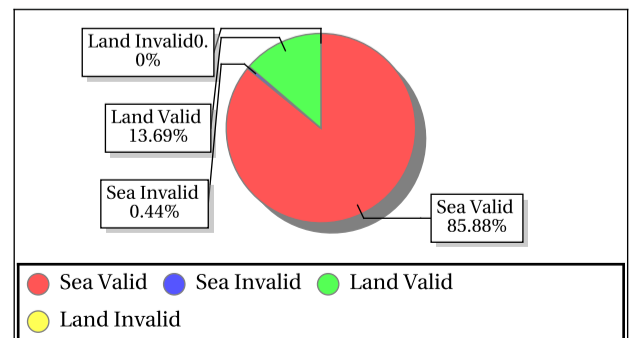 Land Invalid0.
0%
Land Valid
13.69%
Sea Invalid
0.44%
Sea Valid
85.88%
Sea Valid Sea Invalid Land Valid
Land Invalid